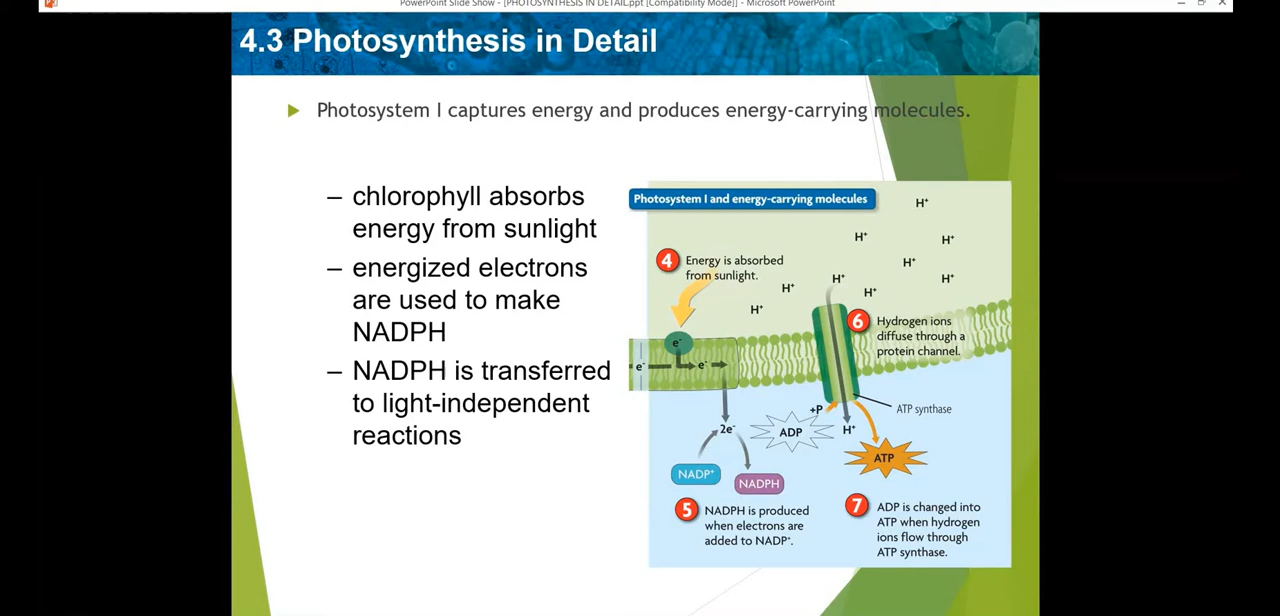 PowerPoint Slide Show - [PHOTOSYNTHESIS IN DETAIL.ppt [Compatibility Mode]] - Microsoft PowerPoint
4.3 Photosynthesis in Detail
Photosystem I captures energy and produces energy-carrying molecules.
– chlorophyll absorbs
energy from sunlight
– energized electrons
are used to make
NADPH
– NADPH is transferred
to light-independent
reactions
Photosystem I and energy-carrying molecules
H⁺
H⁺
H⁺
H⁺
H⁺
H⁺
H⁺
H⁺
H⁺
4 Energy is absorbed
from sunlight.
6 Hydrogen ions
diffuse through a
protein channel.
e⁻
e⁻
e⁻
ATP synthase
+P
2e⁻
ADP
H⁺
ATP
NADP⁺
NADPH
5 NADPH is produced
when electrons are
added to NADP⁺.
7 ADP is changed into
ATP when hydrogen
ions flow through
ATP synthase.